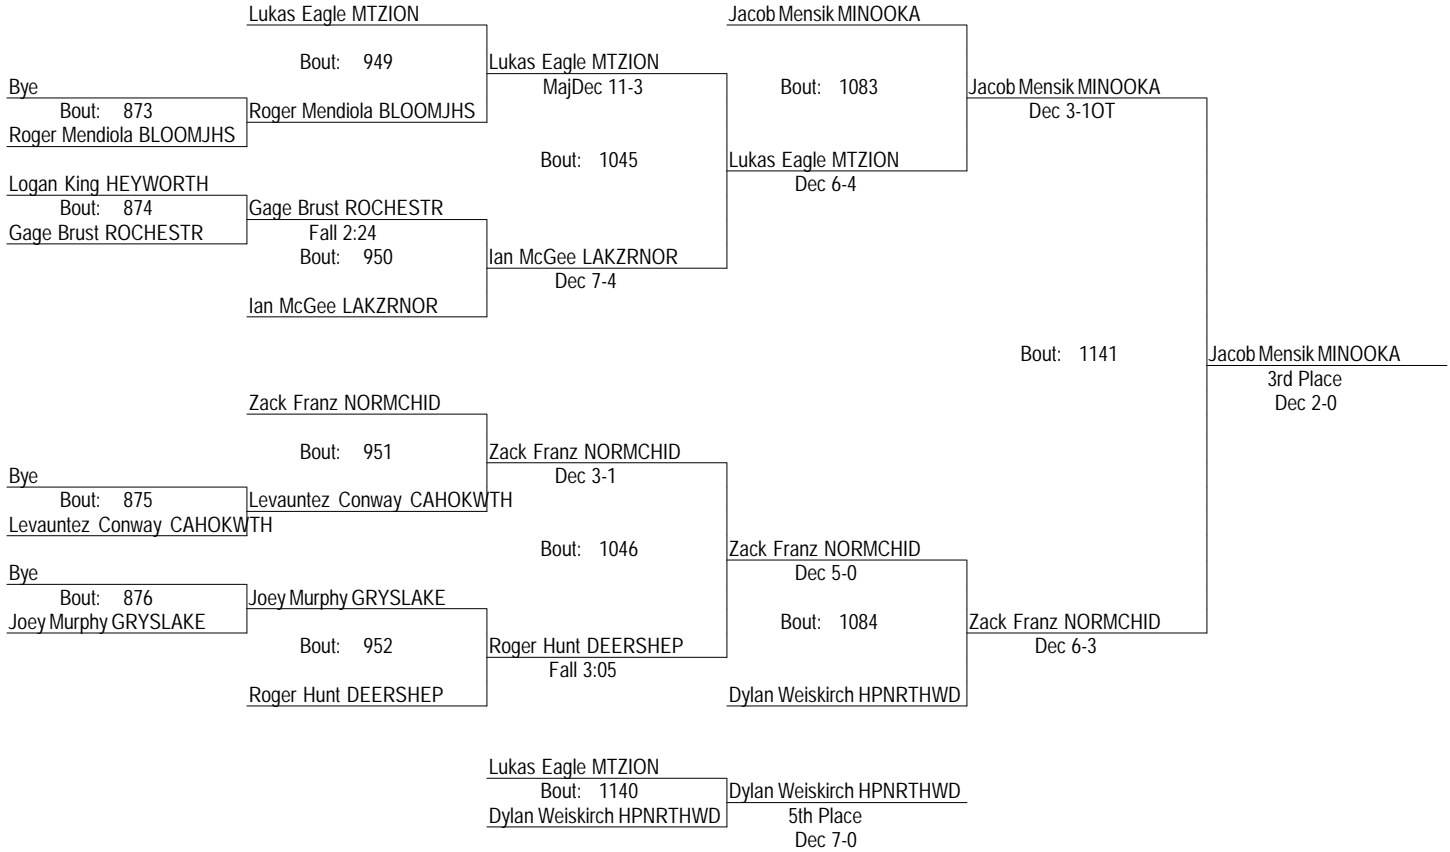 Lukas Eagle MTZION
Jacob Mensik MINOOKA
Bout: 949
Lukas Eagle MTZION
MajDec 11-3
Bye
Bout: 873
Roger Mendiola BLOOMJHS
Roger Mendiola BLOOMJHS
Bout: 1083
Jacob Mensik MINOOKA
Dec 3-1OT
Bout: 1045
Lukas Eagle MTZION
Dec 6-4
Logan King HEYWORTH
Bout: 874
Gage Brust ROCHESTR
Gage Brust ROCHESTR
Fall 2:24
Bout: 950
Ian McGee LAKZRNOR
Dec 7-4
Ian McGee LAKZRNOR
Bout: 1141
Jacob Mensik MINOOKA
3rd Place
Dec 2-0
Zack Franz NORMCHID
Bout: 951
Zack Franz NORMCHID
Dec 3-1
Bye
Bout: 875
Levauntez Conway CAHOKWTH
Levauntez Conway CAHOKWTH
Bout: 1046
Zack Franz NORMCHID
Dec 5-0
Bye
Bout: 876
Joey Murphy GRYSLAKE
Joey Murphy GRYSLAKE
Bout: 1084
Zack Franz NORMCHID
Dec 6-3
Bout: 952
Roger Hunt DEERSHEP
Fall 3:05
Roger Hunt DEERSHEP
Dylan Weiskirch HPNRTHWD
Lukas Eagle MTZION
Bout: 1140
Dylan Weiskirch HPNRTHWD
Dylan Weiskirch HPNRTHWD
5th Place
Dec 7-0